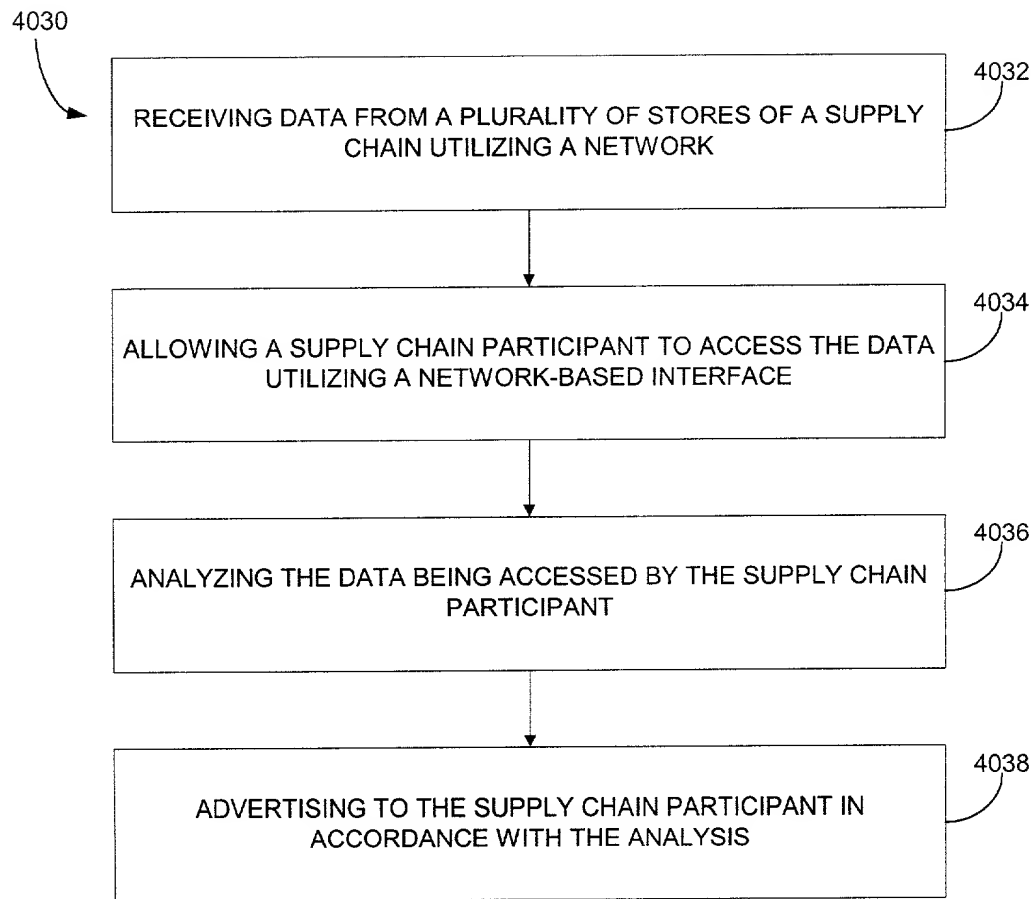 4030
4032
RECEIVING DATA FROM A PLURALITY OF STORES OF A SUPPLY
CHAIN UTILIZING A NETWORK
4034
ALLOWING A SUPPLY CHAIN PARTICIPANT TO ACCESS THE DATA
UTILIZING A NETWORK-BASED INTERFACE
4036
ANALYZING THE DATA BEING ACCESSED BY THE SUPPLY CHAIN
PARTICIPANT
4038
ADVERTISING TO THE SUPPLY CHAIN PARTICIPANT IN
ACCORDANCE WITH THE ANALYSIS